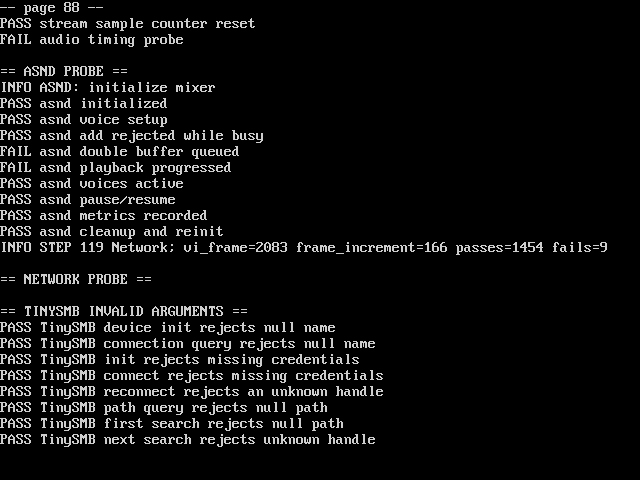 -- page 88 --
PASS stream sample counter reset
FAIL audio timing probe
== ASND PROBE ==
INFO ASND: initialize mixer
PASS asnd initialized
PASS asnd voice setup
PASS asnd add rejected while busy
FAIL asnd double buffer queued
FAIL asnd playback progressed
PASS asnd voices active
PASS asnd pause/resume
PASS asnd metrics recorded
PASS asnd cleanup and reinit
INFO STEP 119 Network; vi_frame=2083 frame_increment=166 passes=1454 fails=9
== NETWORK PROBE ==
== TINYSMB INVALID ARGUMENTS ==
PASS TinySMB device init rejects null name
PASS TinySMB connection query rejects null name
PASS TinySMB init rejects missing credentials
PASS TinySMB connect rejects missing credentials
PASS TinySMB reconnect rejects an unknown handle
PASS TinySMB path query rejects null path
PASS TinySMB first search rejects null path
PASS TinySMB next search rejects unknown handle